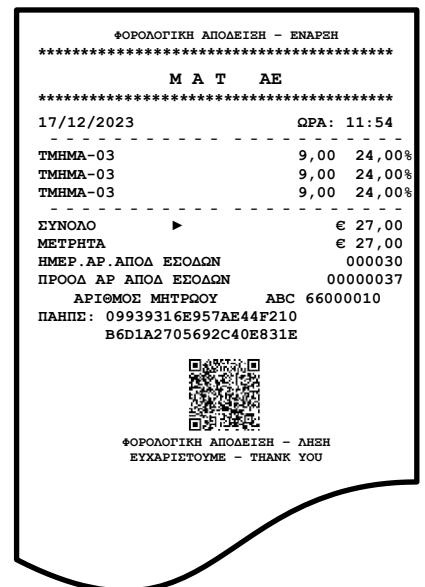 ΦΟΡΟΛΟΓΙΚΗ ΑΠΟΔΕΙΞΗ – ΕΝΑΡΞΗ
******************************************
Μ Α Τ ΑΕ
******************************************
17/12/2023 ΩΡΑ: 11:54
- - - - - - - - - - - - - - - - - - - -
ΤΜΗΜΑ-03 9,00 24,00%
ΤΜΗΜΑ-03 9,00 24,00%
ΤΜΗΜΑ-03 9,00 24,00%
- - - - - - - - - - - - - - - - - - - -
ΣΥΝΟΛΟ ► € 27,00
ΜΕΤΡΗΤΑ € 27,00
ΗΜΕΡ.ΑΡ.ΑΠΟΔ ΕΣΟΔΩΝ 000030
ΠΡΟΟΔ ΑΡ ΑΠΟΔ ΕΣΟΔΩΝ 00000037
ΑΡΙΘΜΟΣ ΜΗΤΡΩΟΥ ABC 66000010
ΠΑΗΠΣ: 09939316E957AE44F210
B6D1A2705692C40E831E
ΦΟΡΟΛΟΓΙΚΗ ΑΠΟΔΕΙΞΗ – ΛΗΞΗ
ΕΥΧΑΡΙΣΤΟΥΜΕ – THANK YOU